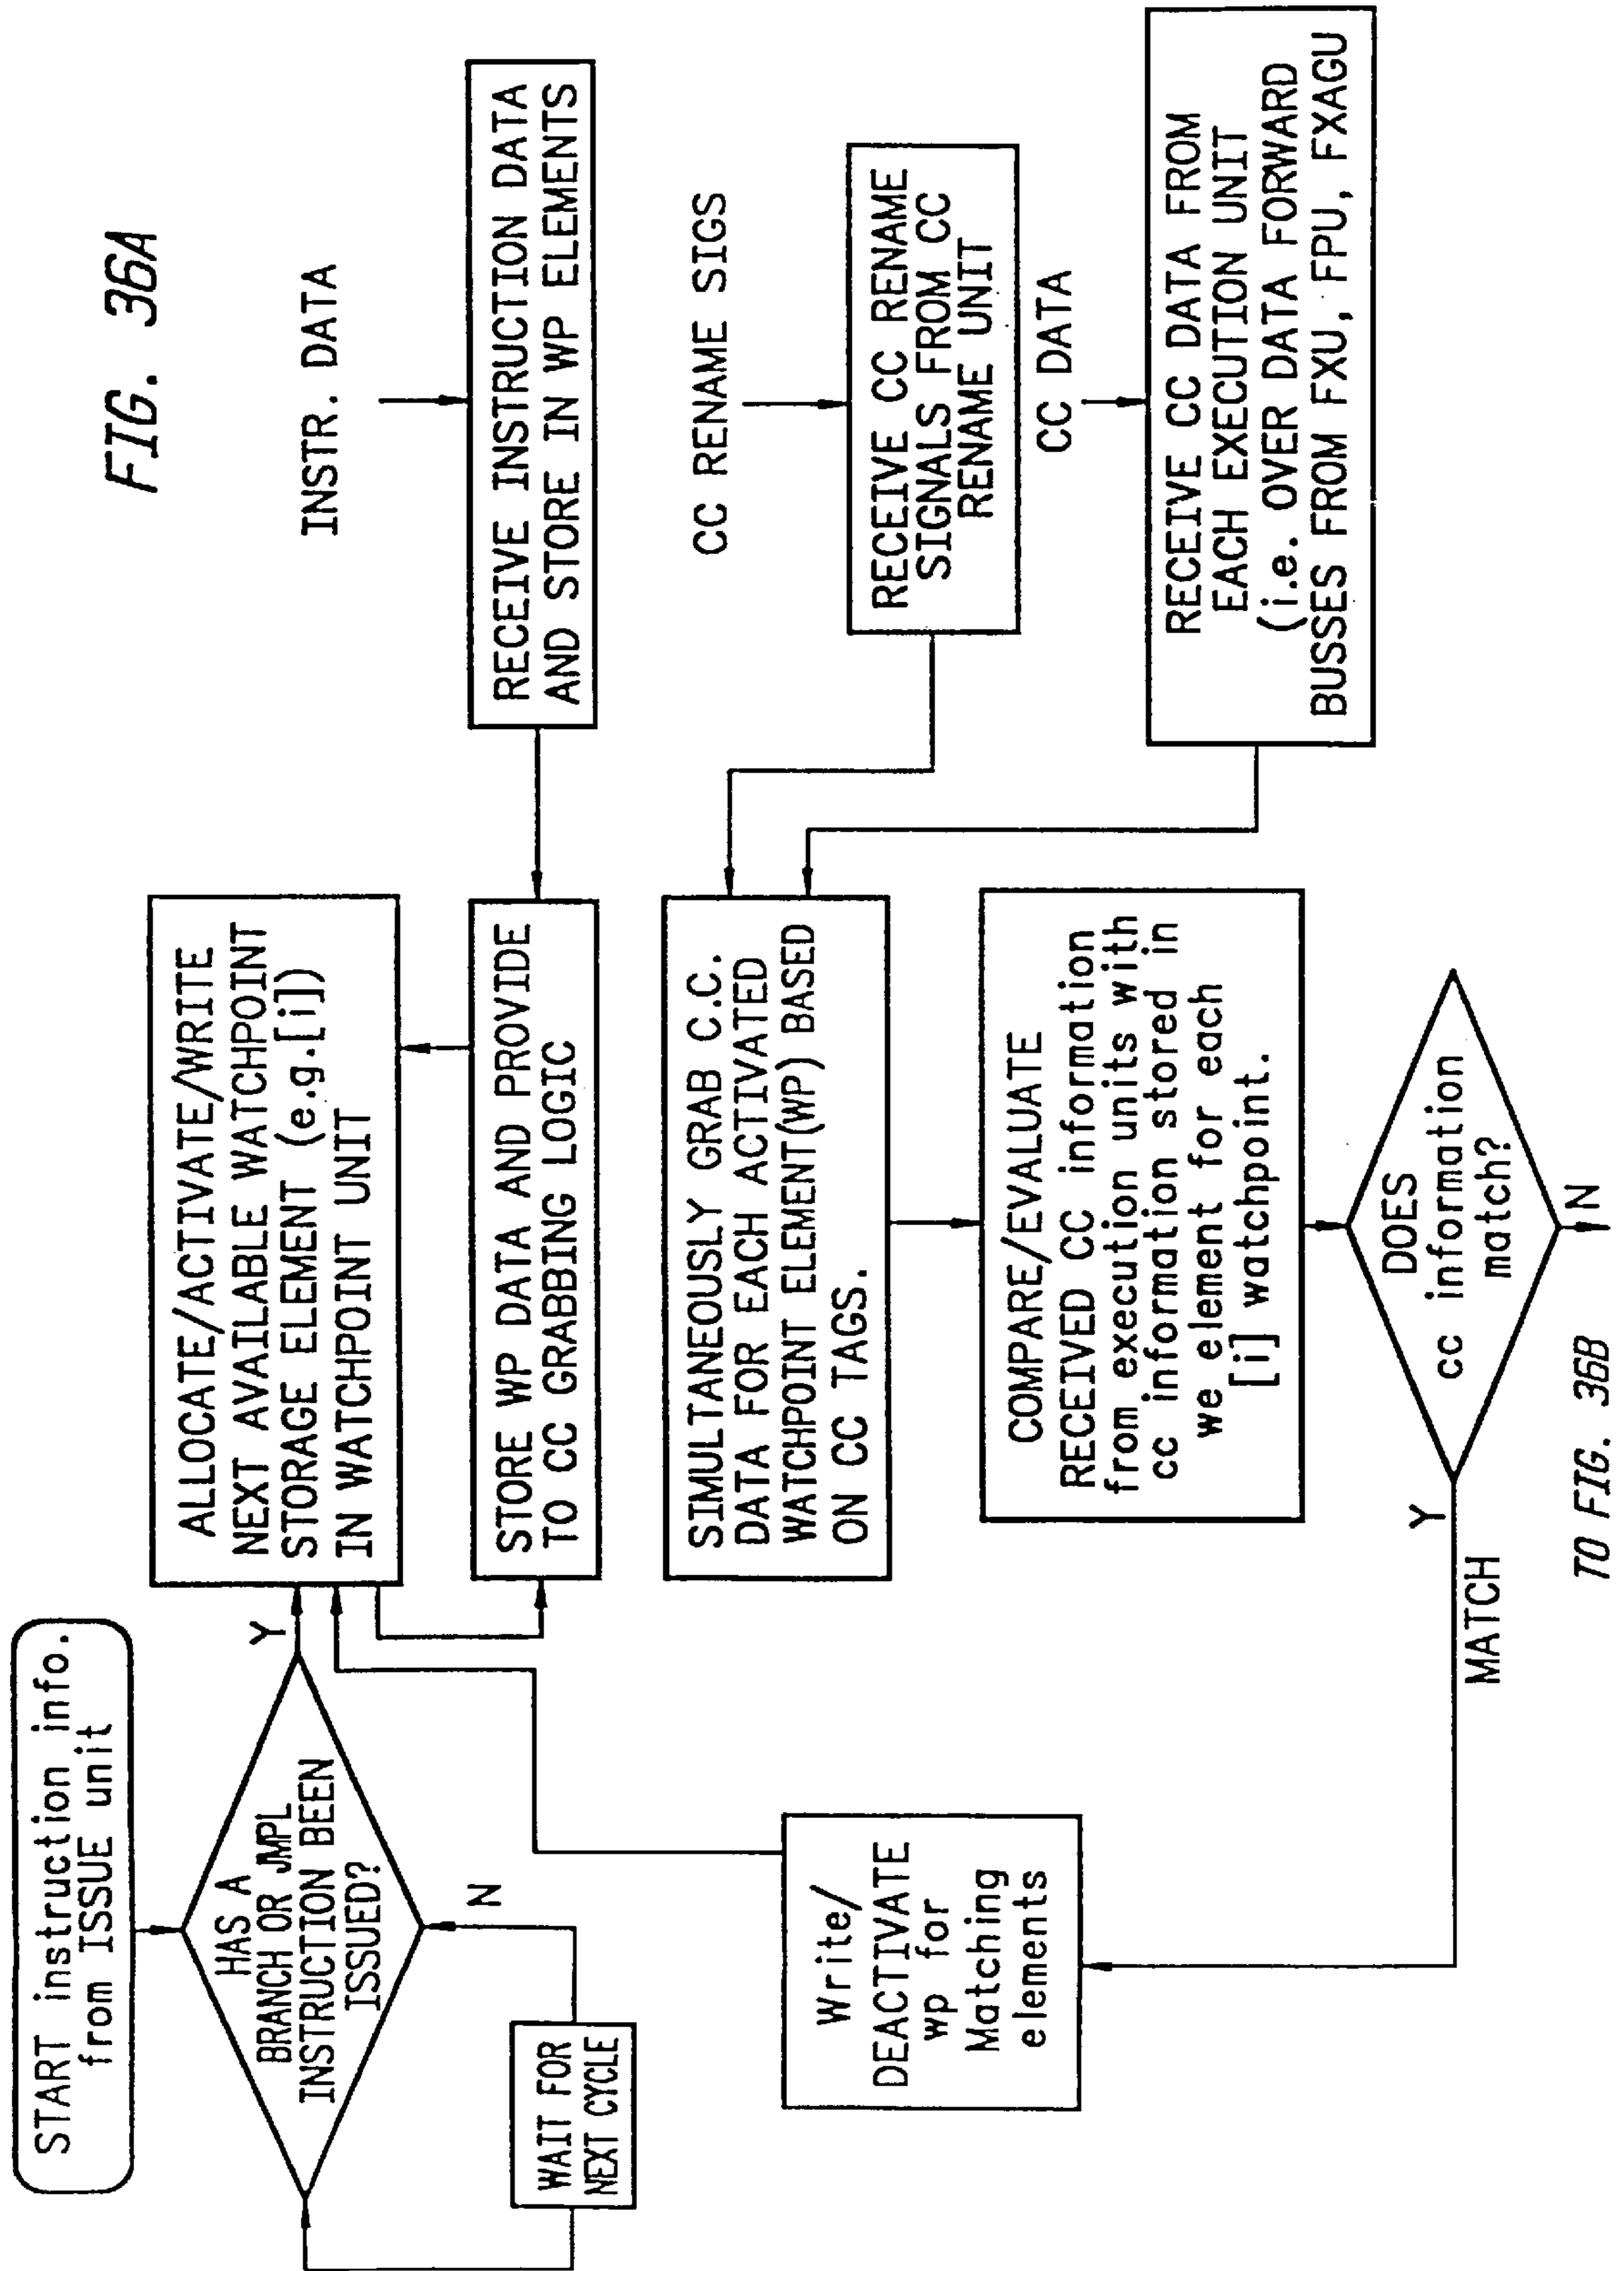 FIG. 36A
START instruction info.
from ISSUE unit
HAS A
BRANCH OR JMPL
INSTRUCTION BEEN
ISSUED?
Y
N
WAIT FOR
NEXT CYCLE
ALLOCATE/ACTIVATE/WRITE
NEXT AVAILABLE WATCHPOINT
STORAGE ELEMENT (e.g.[i])
IN WATCHPOINT UNIT
INSTR. DATA
RECEIVE INSTRUCTION DATA
AND STORE IN WP ELEMENTS
STORE WP DATA AND PROVIDE
TO CC GRABBING LOGIC
CC RENAME SIGS
RECEIVE CC RENAME
SIGNALS FROM CC
RENAME UNIT
CC DATA
RECEIVE CC DATA FROM
EACH EXECUTION UNIT
(i.e. OVER DATA FORWARD
BUSSES FROM FXU, FPU, FXAGU
SIMULTANEOUSLY GRAB C.C.
DATA FOR EACH ACTIVATED
WATCHPOINT ELEMENT(WP) BASED
ON CC TAGS.
COMPARE/EVALUATE
RECEIVED CC information
from execution units with
cc information stored in
we element for each
[i] watchpoint.
DOES
cc information
match?
Y
MATCH
N
Write/
DEACTIVATE
wp for
Matching
elements
TO FIG. 36B